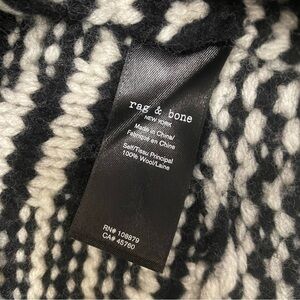 rag & bone
NEW YORK
Made in China/
Fabriqué en Chine
Self/Tissu Principal
100% Wool/Laine
RN# 108879
CA# 45760